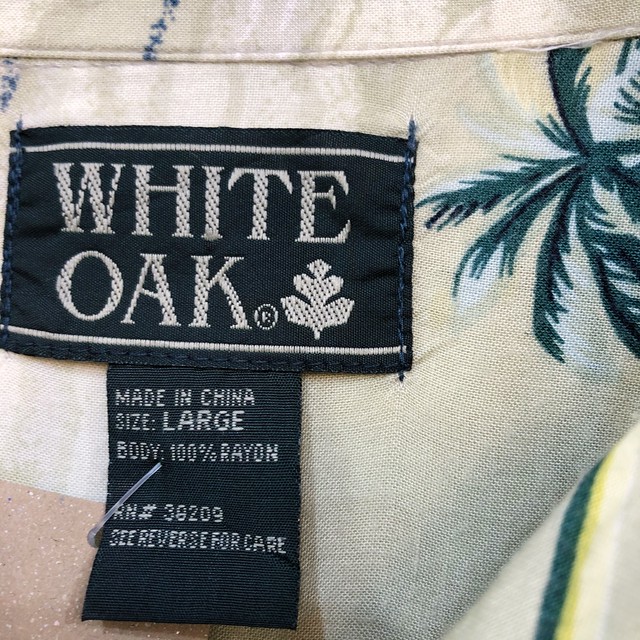 WHITE
OAK®
MADE IN CHINA
SIZE: LARGE
BODY: 100% RAYON
RN# 38209
SEE REVERSE FOR CARE